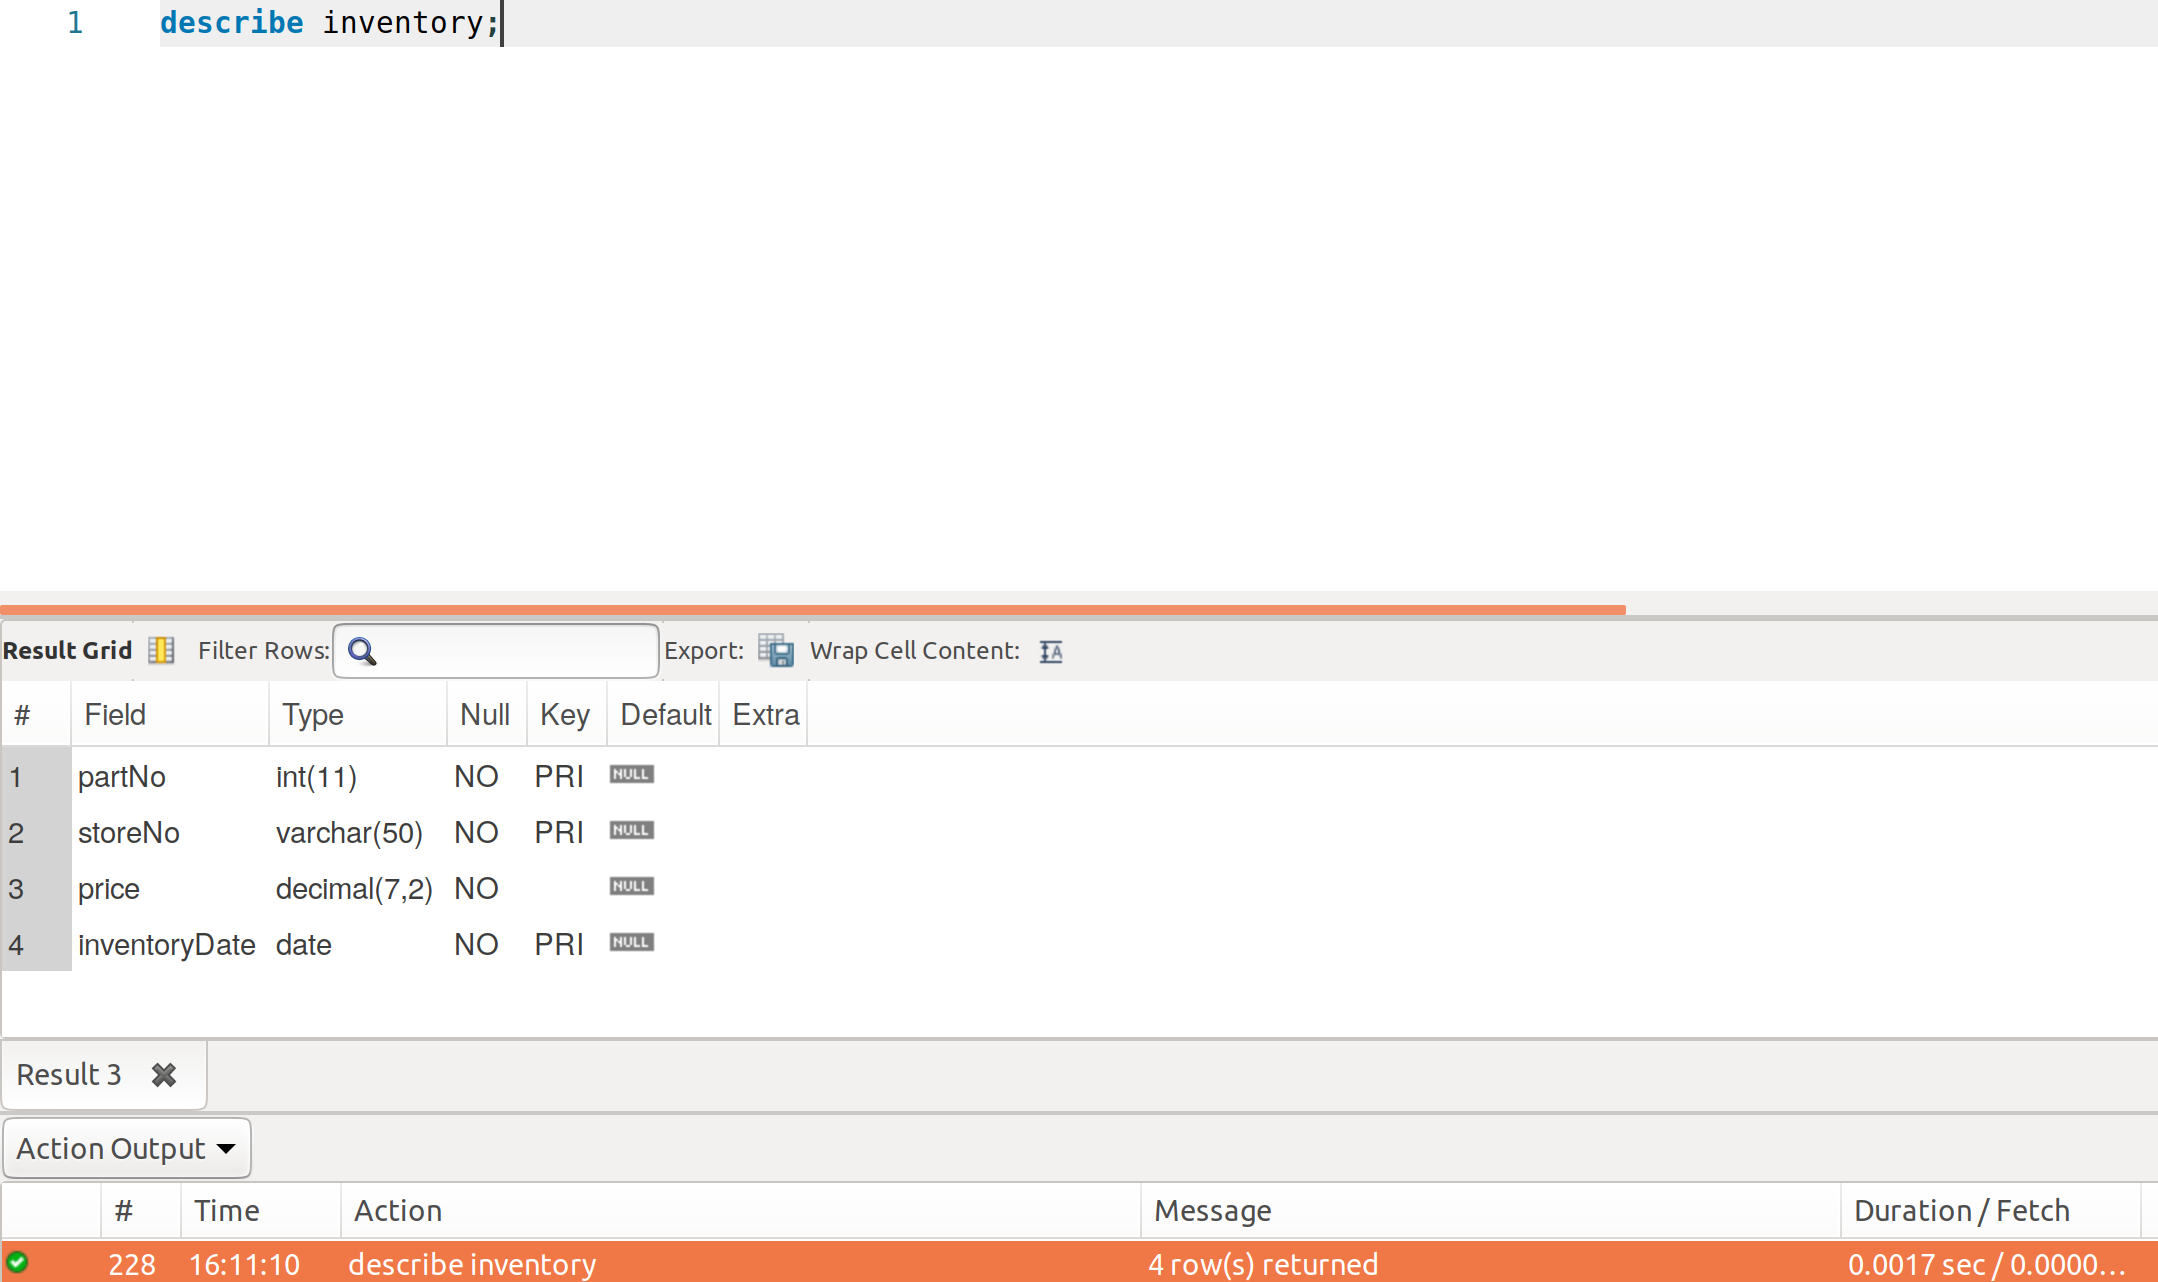 1 describe inventory;
Result Grid Filter Rows: Export: Wrap Cell Content:
# Field Type Null Key Default Extra
1 partNo int(11) NO PRI NULL
2 storeNo varchar(50) NO PRI NULL
3 price decimal(7,2) NO NULL
4 inventoryDate date NO PRI NULL
Result 3
Action Output
# Time Action Message Duration / Fetch
228 16:11:10 describe inventory 4 row(s) returned 0.0017 sec / 0.0000...